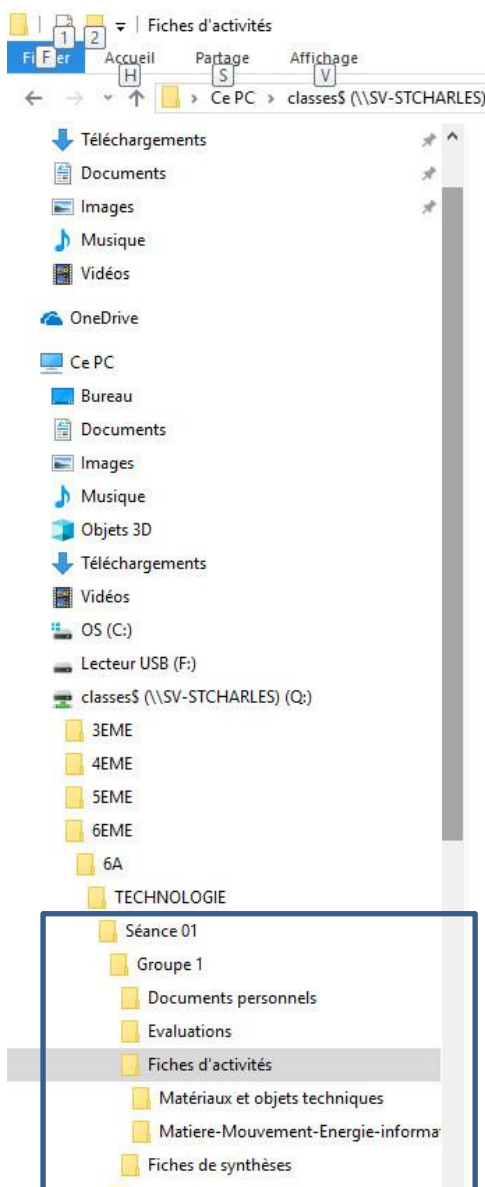 Fiches d'activités
1 2
Fichier Accueil Partage Affichage
F H S V
Ce PC > classes$ (\\SV-STCHARLES)
Téléchargements
Documents
Images
Musique
Vidéos
OneDrive
Ce PC
Bureau
Documents
Images
Musique
Objets 3D
Téléchargements
Vidéos
OS (C:)
Lecteur USB (F:)
classes$ (\\SV-STCHARLES) (Q:)
3EME
4EME
5EME
6EME
6A
TECHNOLOGIE
Séance 01
Groupe 1
Documents personnels
Evaluations
Fiches d'activités
Matériaux et objets techniques
Matiere-Mouvement-Energie-informa
Fiches de synthèses